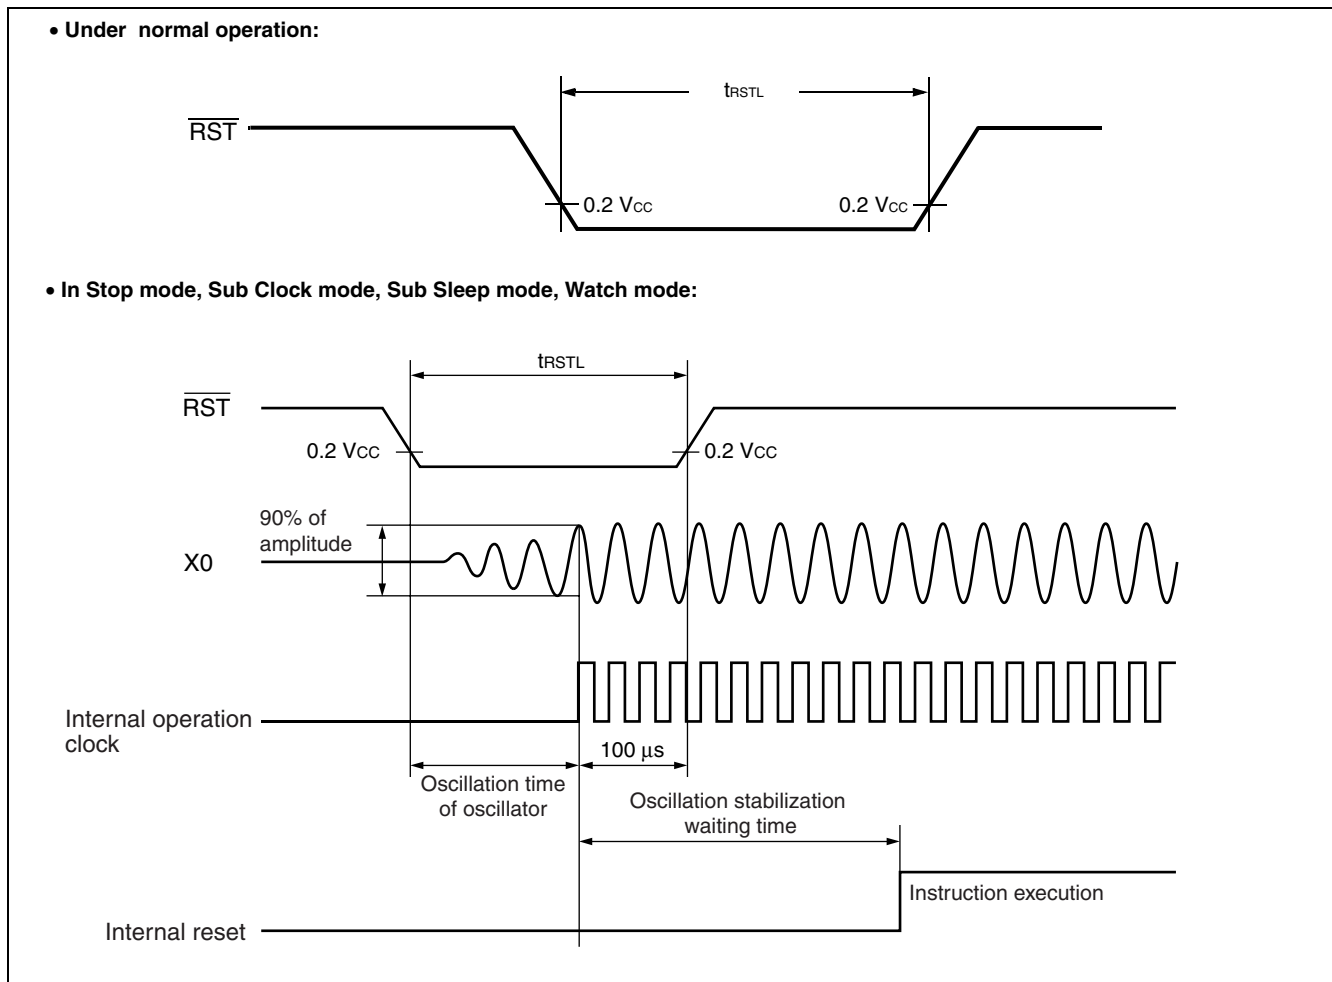 • Under normal operation:
tRSTL
RST
0.2 VCC
0.2 VCC
• In Stop mode, Sub Clock mode, Sub Sleep mode, Watch mode:
tRSTL
RST
0.2 VCC
0.2 VCC
90% of
amplitude
X0
Internal operation
clock
100 μs
Oscillation time
of oscillator
Oscillation stabilization
waiting time
Instruction execution
Internal reset